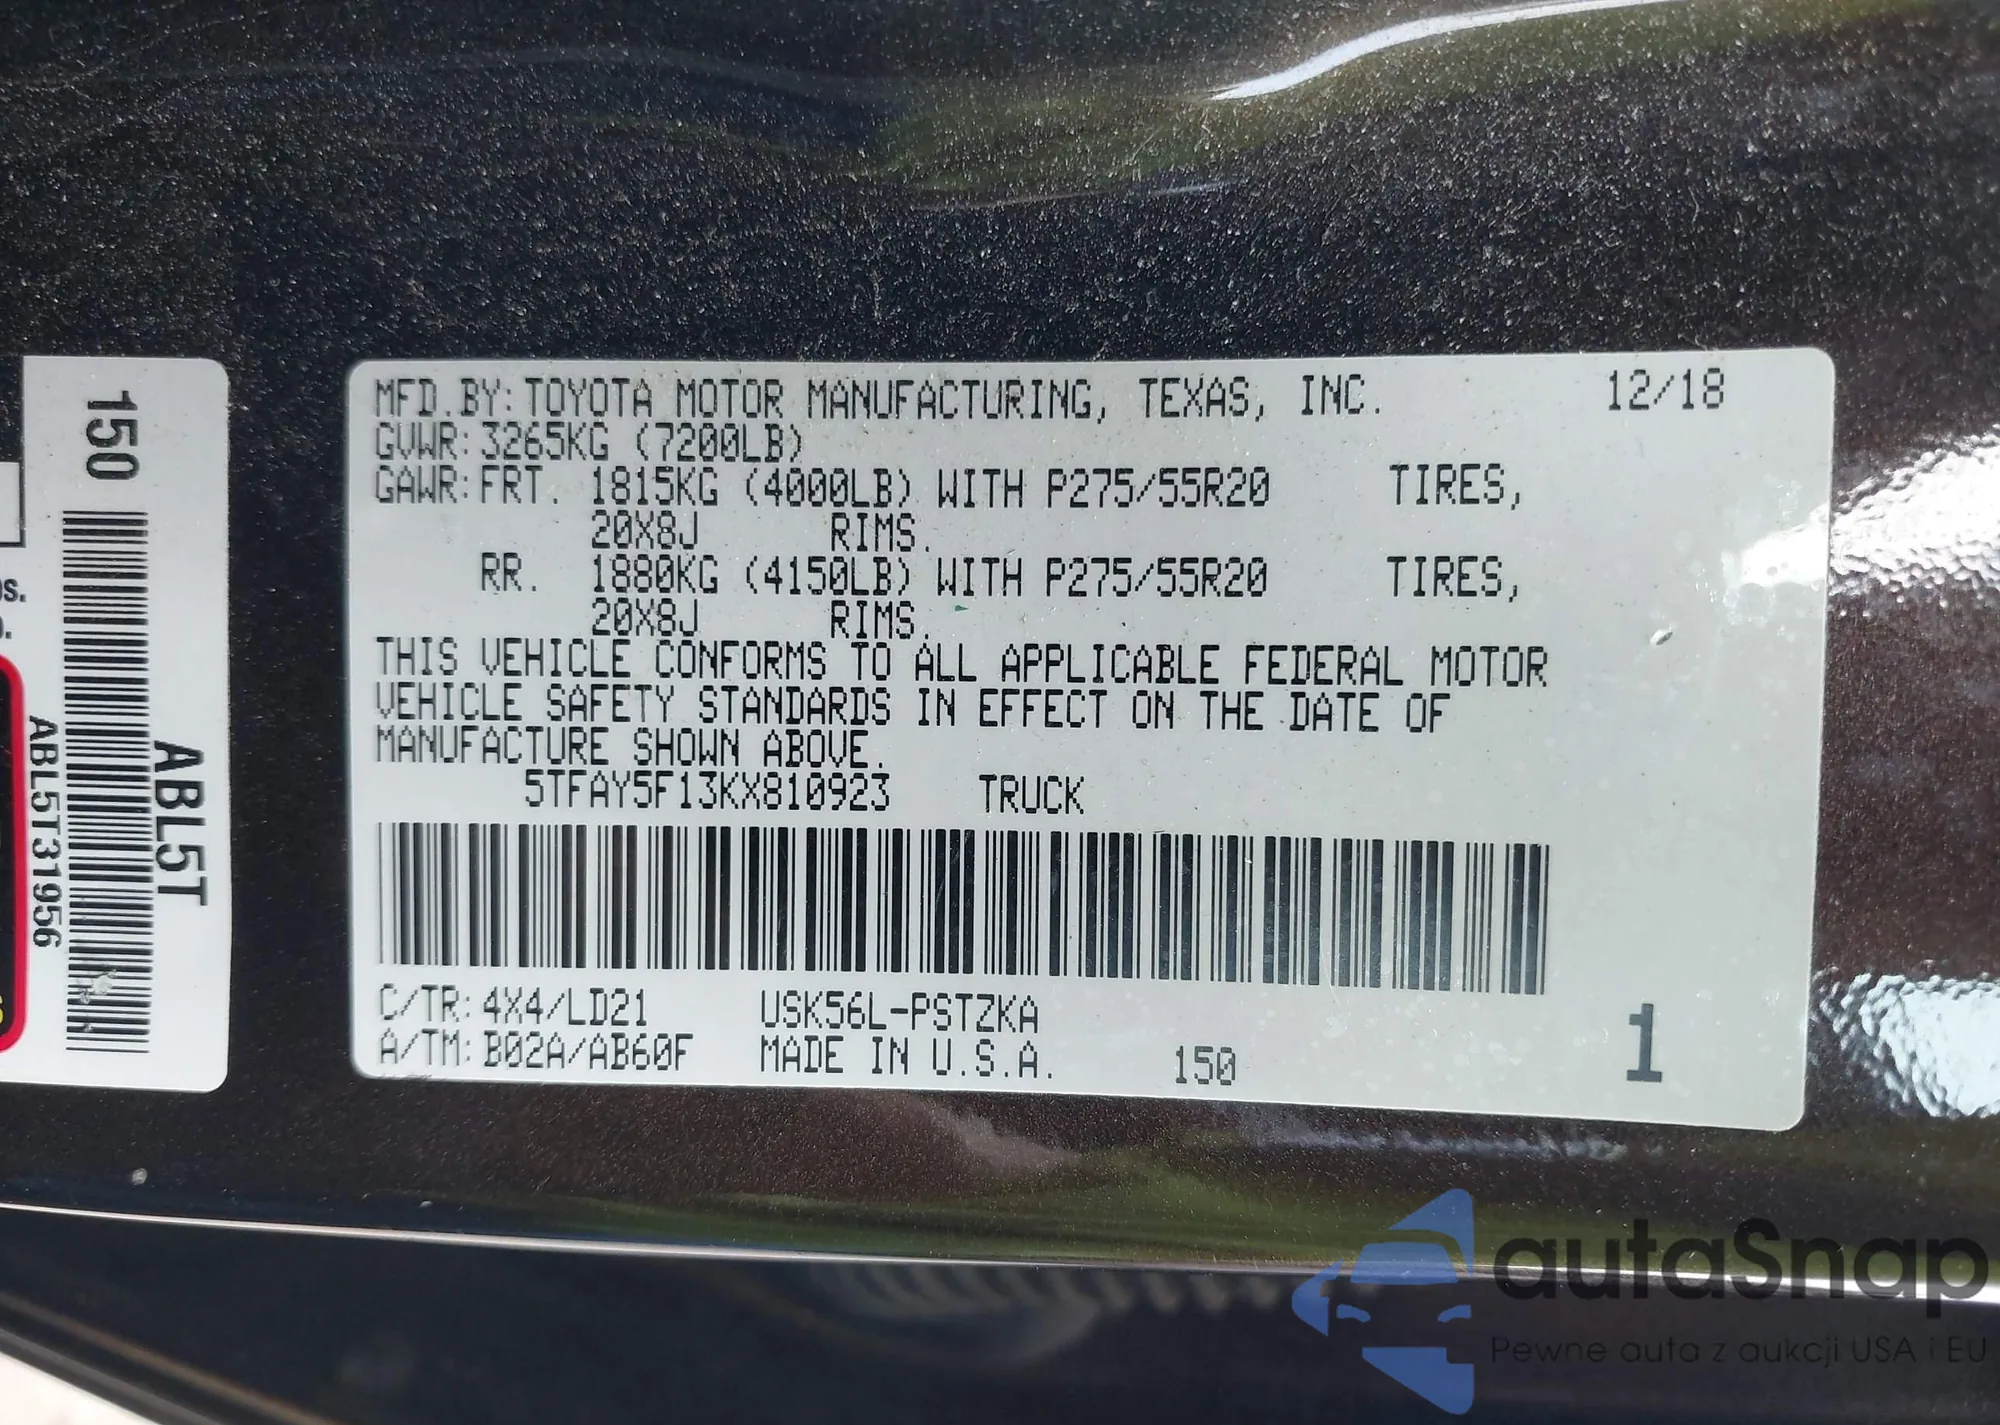 MFD.BY: TOYOTA MOTOR MANUFACTURING, TEXAS, INC. 12/18
GVWR: 3265KG (7200LB)
GAWR: FRT. 1815KG (4000LB) WITH P275/55R20 TIRES,
20X8J RIMS.
RR. 1880KG (4150LB) WITH P275/55R20 TIRES,
20X8J RIMS.
THIS VEHICLE CONFORMS TO ALL APPLICABLE FEDERAL MOTOR
VEHICLE SAFETY STANDARDS IN EFFECT ON THE DATE OF
MANUFACTURE SHOWN ABOVE.
5TFAY5F13KX810923 TRUCK
C/TR: 4X4/LD21 USK56L-PSTZKA
A/TM: B02A/AB60F MADE IN U.S.A. 150 1
150
ABL5T
ABL5T31956
autaSnap
Pewne auta z aukcji USA i EU